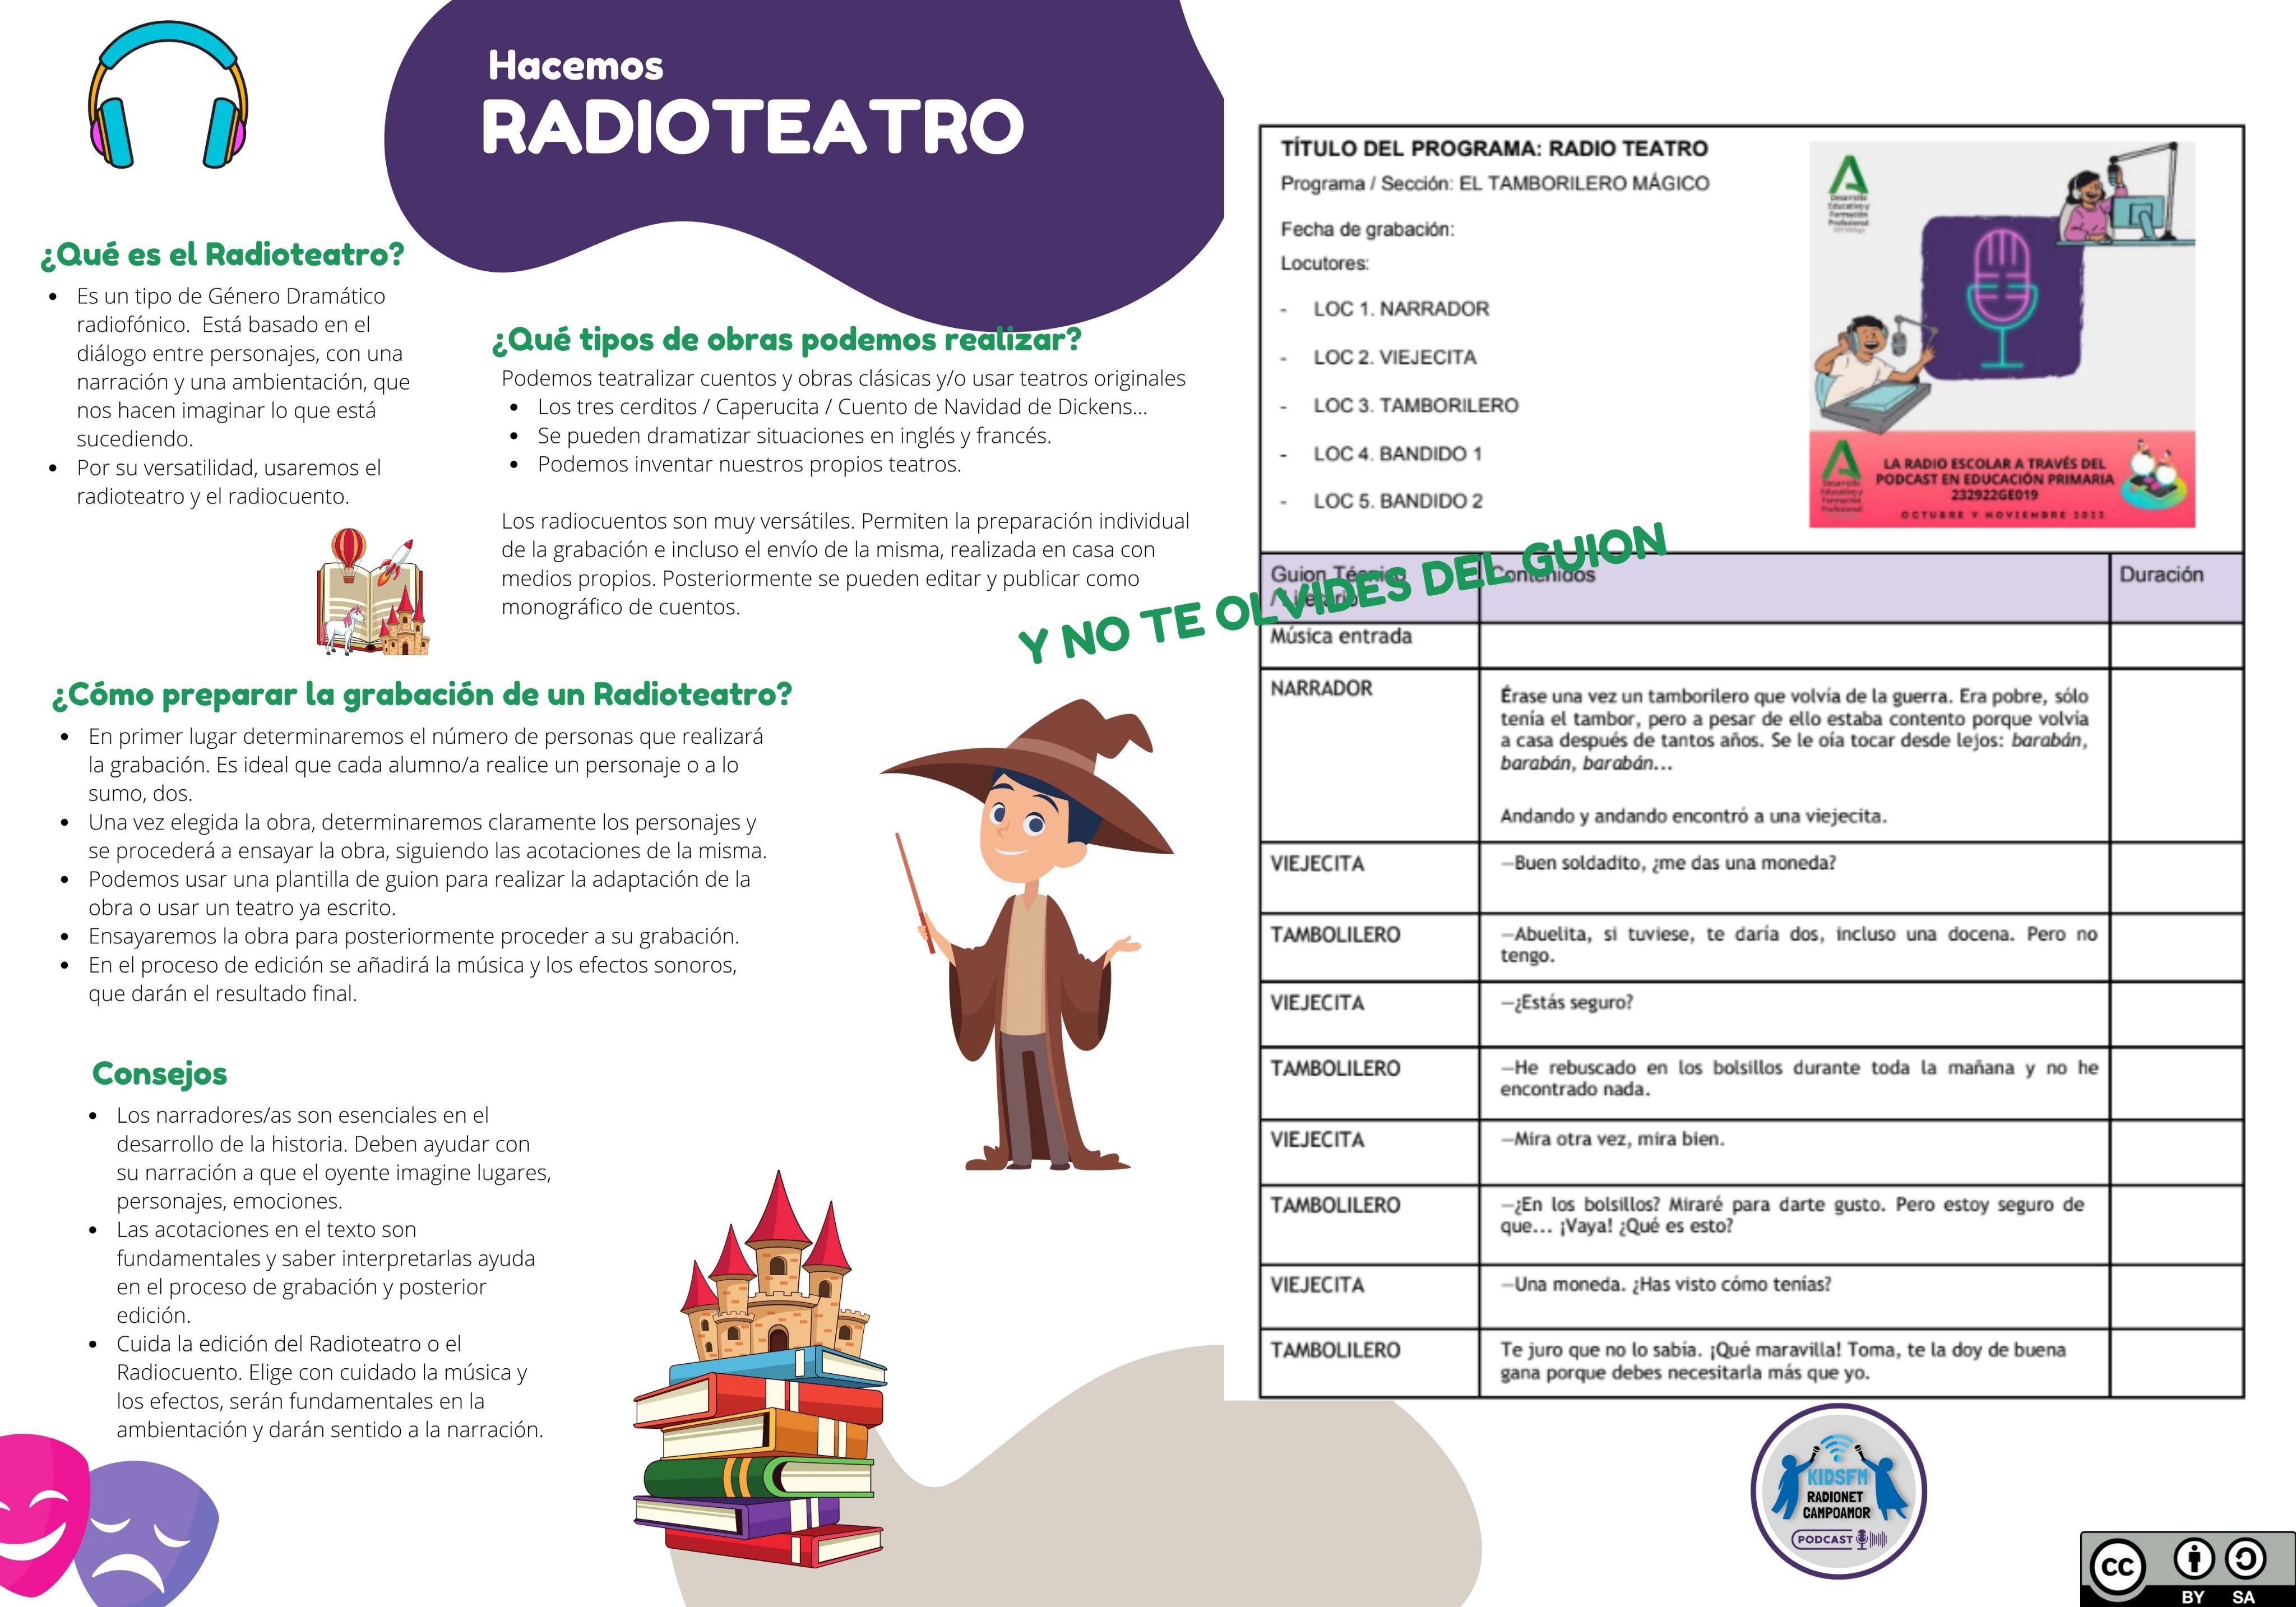 Hacemos
RADIOTEATRO
¿Qué es el Radioteatro?
Es un tipo de Género Dramático
radiofónico. Está basado en el
diálogo entre personajes, con una
narración y una ambientación, que
nos hacen imaginar lo que está
sucediendo.
Por su versatilidad, usaremos el
radioteatro y el radiocuento.
¿Qué tipos de obras podemos realizar?
Podemos teatralizar cuentos y obras clásicas y/o usar teatros originales
Los tres cerditos / Caperucita / Cuento de Navidad de Dickens...
Se pueden dramatizar situaciones en inglés y francés.
Podemos inventar nuestros propios teatros.
Los radiocuentos son muy versátiles. Permiten la preparación individual
de la grabación e incluso el envío de la misma, realizada en casa con
medios propios. Posteriormente se pueden editar y publicar como
monográfico de cuentos.
¿Cómo preparar la grabación de un Radioteatro?
En primer lugar determinaremos el número de personas que realizará
la grabación. Es ideal que cada alumno/a realice un personaje o a lo
sumo, dos.
Una vez elegida la obra, determinaremos claramente los personajes y
se procederá a ensayar la obra, siguiendo las acotaciones de la misma.
Podemos usar una plantilla de guion para realizar la adaptación de la
obra o usar un teatro ya escrito.
Ensayaremos la obra para posteriormente proceder a su grabación.
En el proceso de edición se añadirá la música y los efectos sonoros,
que darán el resultado final.
Consejos
Los narradores/as son esenciales en el
desarrollo de la historia. Deben ayudar con
su narración a que el oyente imagine lugares,
personajes, emociones.
Las acotaciones en el texto son
fundamentales y saber interpretarlas ayuda
en el proceso de grabación y posterior
edición.
Cuida la edición del Radioteatro o el
Radiocuento. Elige con cuidado la música y
los efectos, serán fundamentales en la
ambientación y darán sentido a la narración.
Y NO TE OLVIDES DEL GUION
TÍTULO DEL PROGRAMA: RADIO TEATRO
Programa / Sección: EL TAMBORILERO MÁGICO
Fecha de grabación:
Locutores:
- LOC 1. NARRADOR
- LOC 2. VIEJECITA
- LOC 3. TAMBORILERO
- LOC 4. BANDIDO 1
- LOC 5. BANDIDO 2
Desarrollo
Educativo y
Formación
Profesional
LA RADIO ESCOLAR A TRAVÉS DEL
PODCAST EN EDUCACIÓN PRIMARIA
232922GE019
OCTUBRE Y NOVIEMBRE 2022
Desarrollo
Educativo y
Formación
Profesional
Guion Técnico Contenidos Duración
/ Literario
Música entrada
NARRADOR
Érase una vez un tamborilero que volvía de la guerra. Era pobre, sólo
tenía el tambor, pero a pesar de ello estaba contento porque volvía
a casa después de tantos años. Se le oía tocar desde lejos: barabán,
barabán, barabán...
Andando y andando encontró a una viejecita.
VIEJECITA —Buen soldadito, ¿me das una moneda?
TAMBOLILERO —Abuelita, si tuviese, te daría dos, incluso una docena. Pero no
tengo.
VIEJECITA —¿Estás seguro?
TAMBOLILERO —He rebuscado en los bolsillos durante toda la mañana y no he
encontrado nada.
VIEJECITA —Mira otra vez, mira bien.
TAMBOLILERO —¿En los bolsillos? Miraré para darte gusto. Pero estoy seguro de
que... ¡Vaya! ¿Qué es esto?
VIEJECITA —Una moneda. ¿Has visto cómo tenías?
TAMBOLILERO Te juro que no lo sabía. ¡Qué maravilla! Toma, te la doy de buena
gana porque debes necesitarla más que yo.
KIDSFM
RADIONET
CAMPOAMOR
PODCAST
cc
BY SA